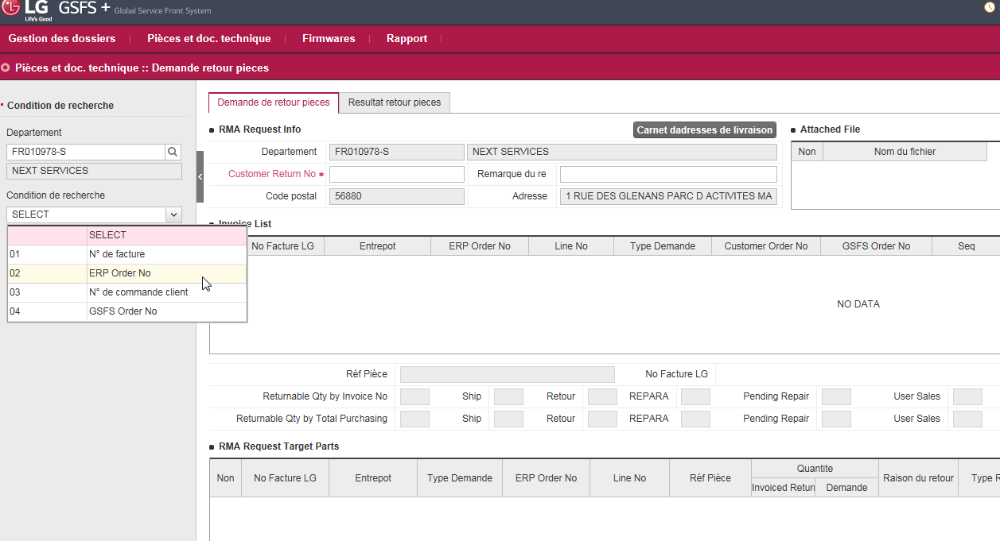 LG GSFS + Global Service Front System
Life's Good
Gestion des dossiers Pièces et doc. technique Firmwares Rapport
Pièces et doc. technique :: Demande retour pieces
Condition de recherche
Departement
FR010978-S
NEXT SERVICES
Condition de recherche
SELECT
SELECT
01 N° de facture
02 ERP Order No
03 N° de commande client
04 GSFS Order No
Demande de retour pieces Resultat retour pieces
RMA Request Info Carnet dadresses de livraison
Departement FR010978-S NEXT SERVICES
Customer Return No * Remarque du re
Code postal 56880 Adresse 1 RUE DES GLENANS PARC D ACTIVITES MA
Attached File
Non Nom du fichier
Invoice List
No Facture LG Entrepot ERP Order No Line No Type Demande Customer Order No GSFS Order No Seq
NO DATA
Réf Pièce No Facture LG
Returnable Qty by Invoice No Ship Retour REPARA Pending Repair User Sales
Returnable Qty by Total Purchasing Ship Retour REPARA Pending Repair User Sales
RMA Request Target Parts
Non No Facture LG Entrepot Type Demande ERP Order No Line No Réf Pièce Quantite Raison du retour Type R
Invoiced Return Demande